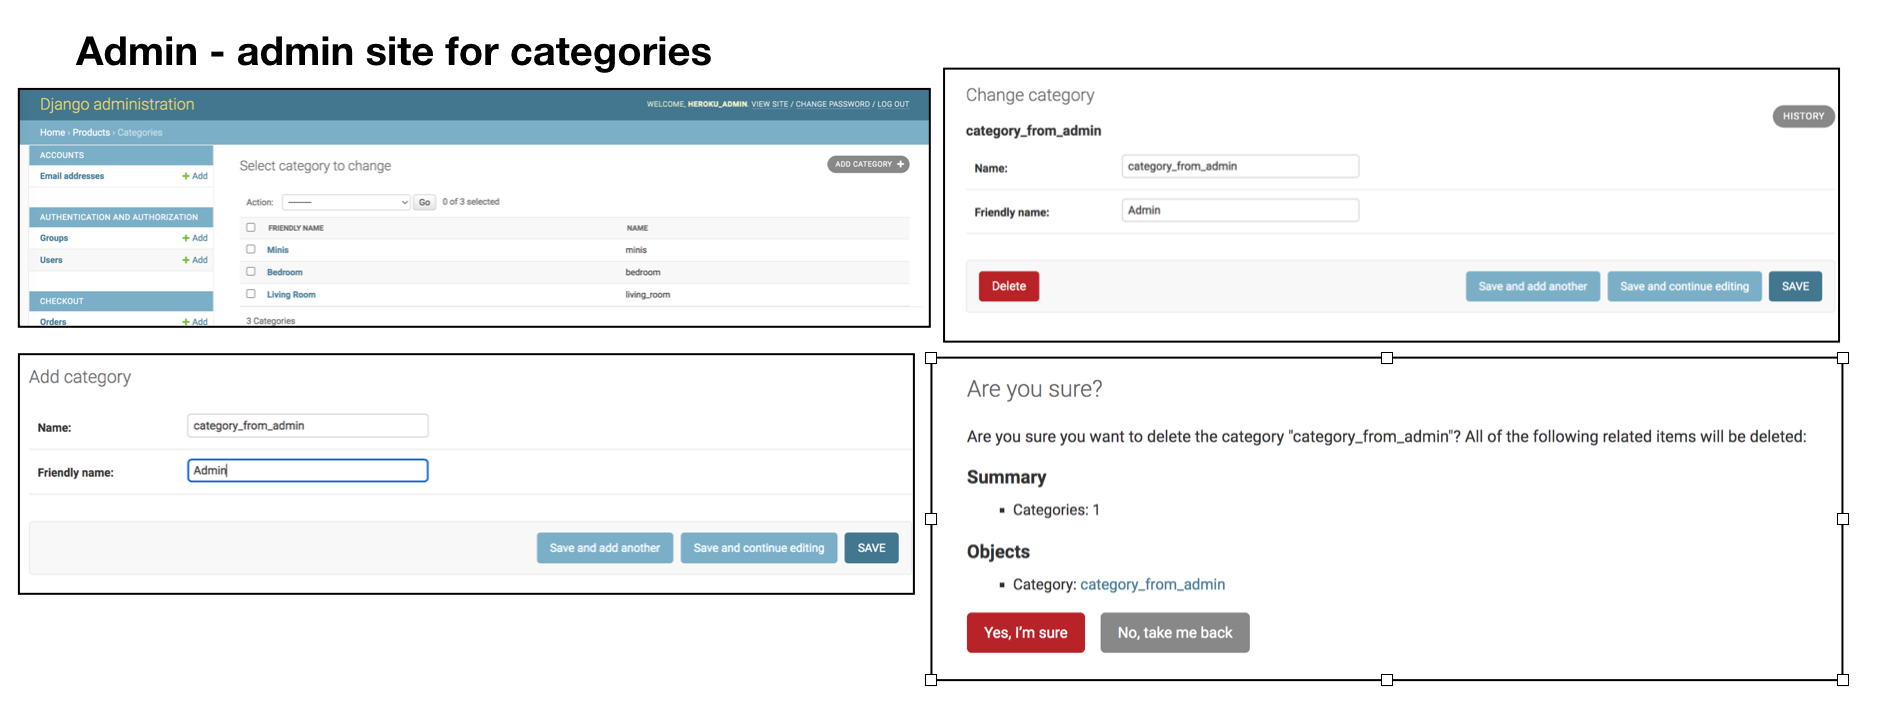 Admin - admin site for categories
Django administration
WELCOME, HEROKU_ADMIN. VIEW SITE / CHANGE PASSWORD / LOG OUT
Home › Products › Categories
ACCOUNTS
Email addresses + Add
AUTHENTICATION AND AUTHORIZATION
Groups + Add
Users + Add
CHECKOUT
Orders + Add
Select category to change
ADD CATEGORY +
Action: Go 0 of 3 selected
FRIENDLY NAME NAME
Minis minis
Bedroom bedroom
Living Room living_room
3 Categories
Change category
HISTORY
category_from_admin
Name: category_from_admin
Friendly name: Admin
Delete Save and add another Save and continue editing SAVE
Add category
Name: category_from_admin
Friendly name: Admin
Save and add another Save and continue editing SAVE
Are you sure?
Are you sure you want to delete the category "category_from_admin"? All of the following related items will be deleted:
Summary
▪ Categories: 1
Objects
▪ Category: category_from_admin
Yes, I'm sure No, take me back